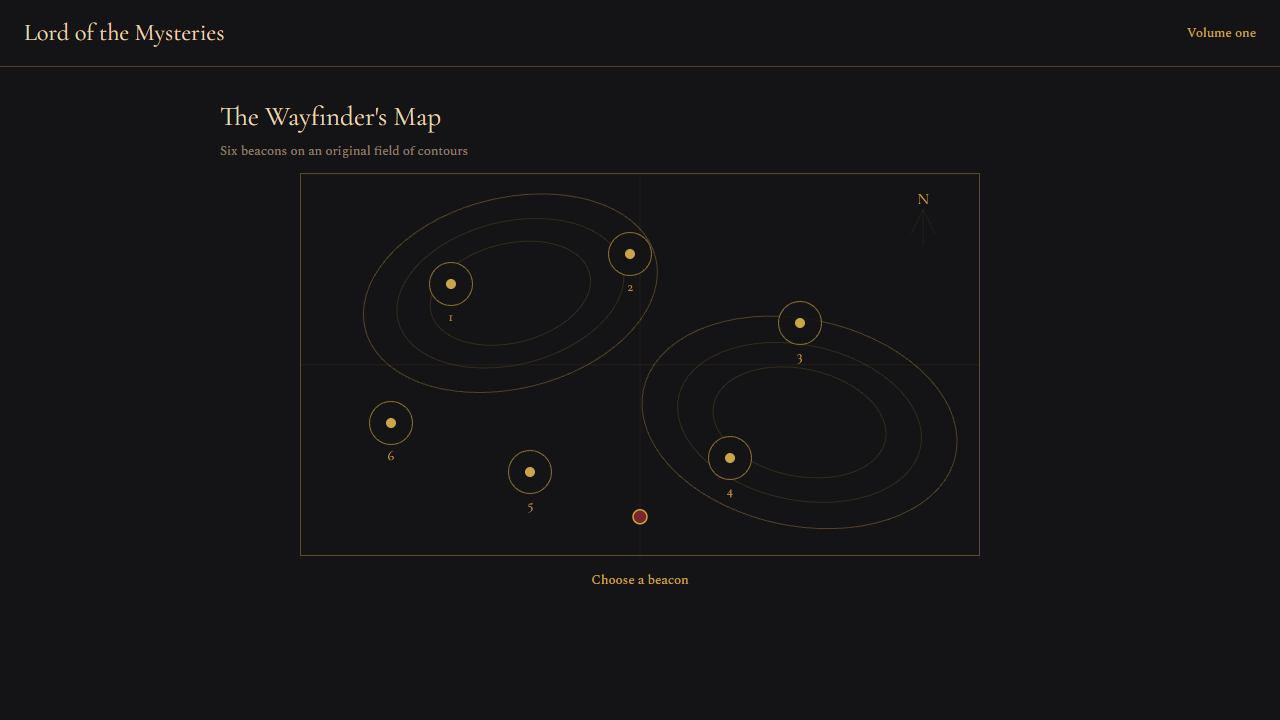 Lord of the Mysteries
Volume one
The Wayfinder's Map
Six beacons on an original field of contours
N
2
1
3
6
4
5
Choose a beacon